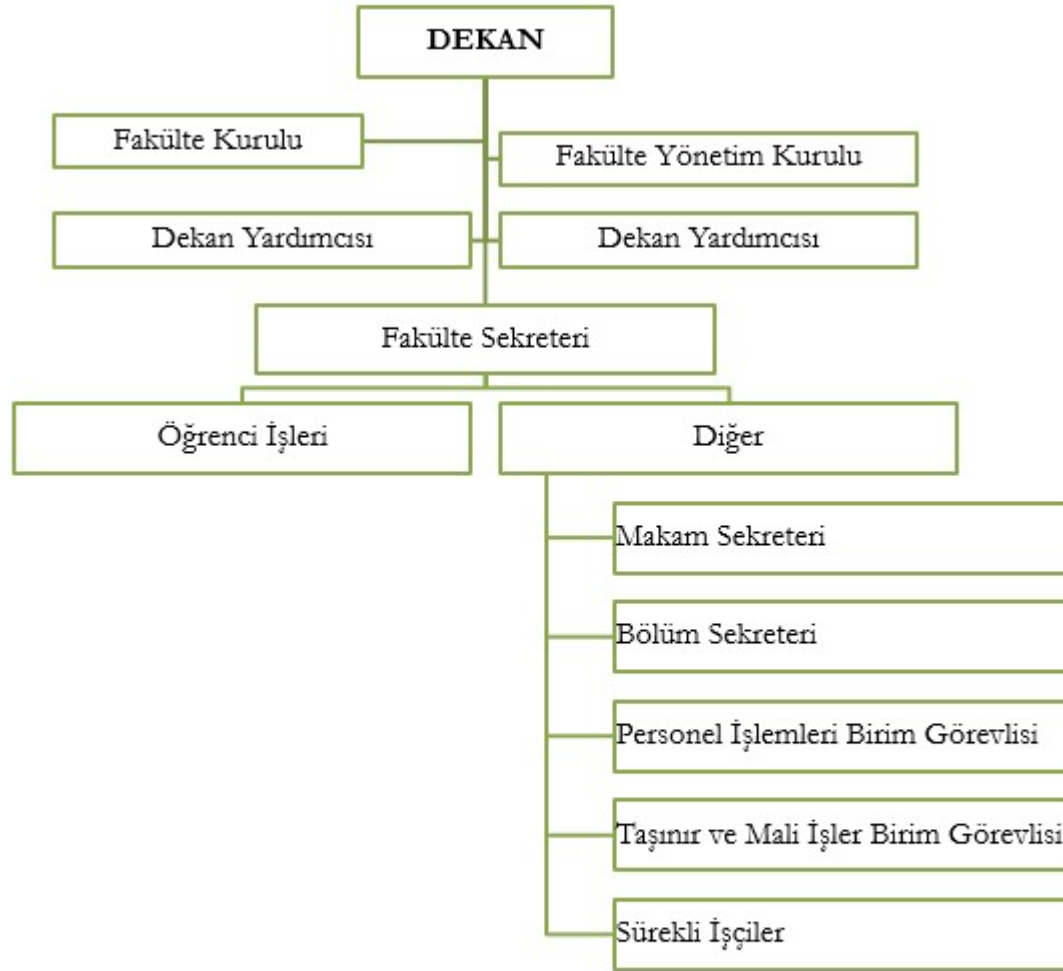 DEKAN
Fakülte Kurulu
Fakülte Yönetim Kurulu
Dekan Yardımcısı
Dekan Yardımcısı
Fakülte Sekreteri
Öğrenci İşleri
Diğer
Makam Sekreteri
Bölüm Sekreteri
Personel İşlemleri Birim Görevlisi
Taşınır ve Mali İşler Birim Görevlisi
Sürekli İşçiler